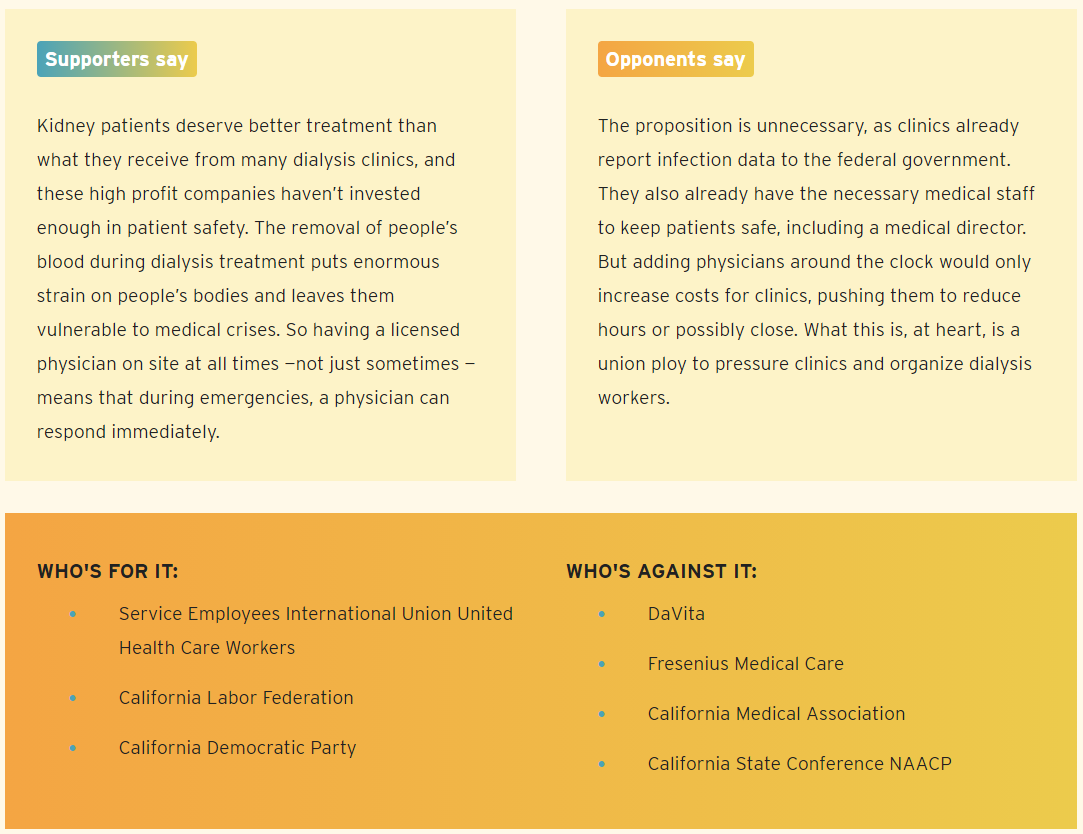 Supporters say
Kidney patients deserve better treatment than
what they receive from many dialysis clinics, and
these high profit companies haven’t invested
enough in patient safety. The removal of people’s
blood during dialysis treatment puts enormous
strain on people’s bodies and leaves them
vulnerable to medical crises. So having a licensed
physician on site at all times —not just sometimes —
means that during emergencies, a physician can
respond immediately.
Opponents say
The proposition is unnecessary, as clinics already
report infection data to the federal government.
They also already have the necessary medical staff
to keep patients safe, including a medical director.
But adding physicians around the clock would only
increase costs for clinics, pushing them to reduce
hours or possibly close. What this is, at heart, is a
union ploy to pressure clinics and organize dialysis
workers.
WHO'S FOR IT:
• Service Employees International Union United
Health Care Workers
• California Labor Federation
• California Democratic Party
WHO'S AGAINST IT:
• DaVita
• Fresenius Medical Care
• California Medical Association
• California State Conference NAACP